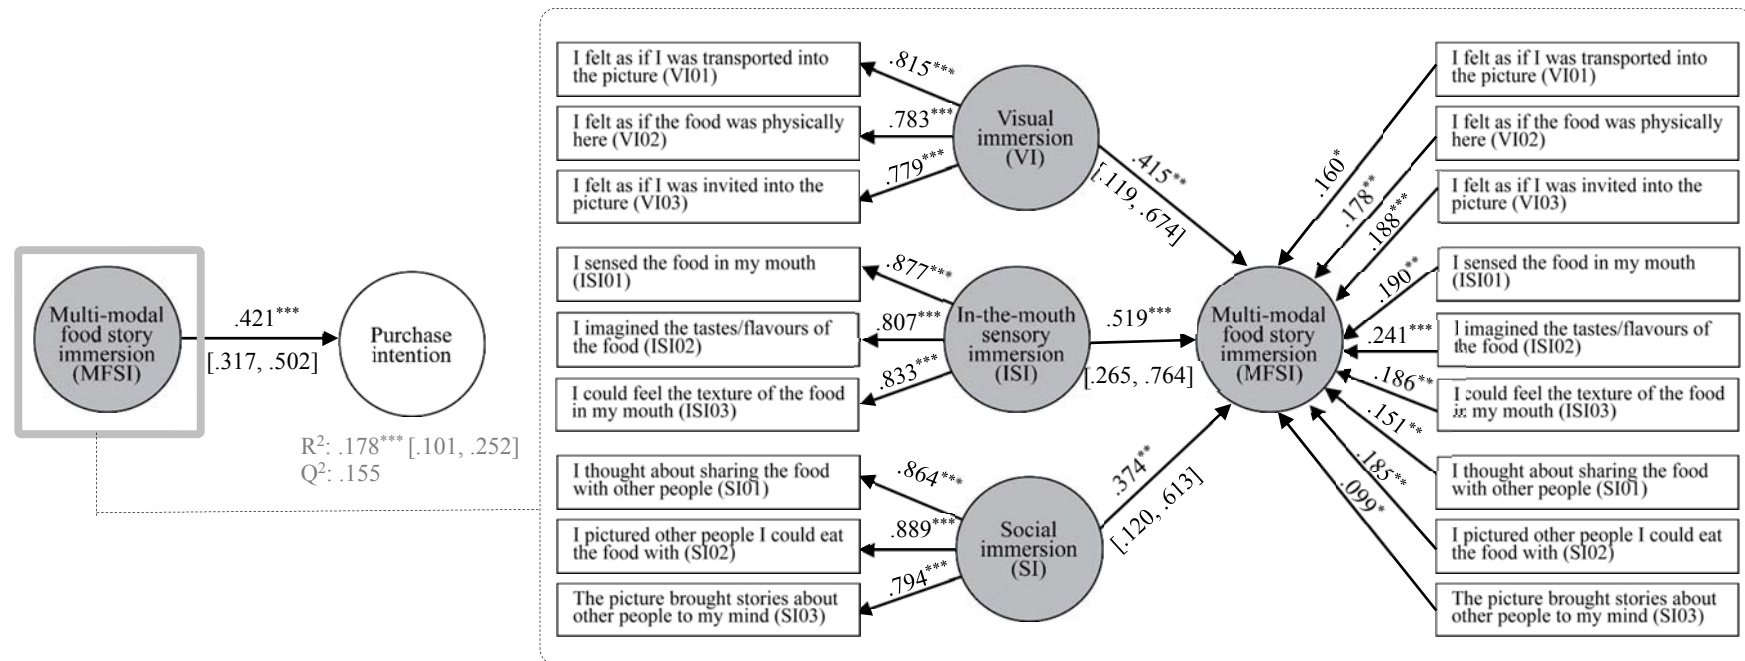 Multi-modal
food story
immersion
(MFSI)
.421***
[.317, .502]
Purchase
intention
R²: .178*** [.101, .252]
Q²: .155
I felt as if I was transported into
the picture (VI01)
I felt as if the food was physically
here (VI02)
I felt as if I was invited into the
picture (VI03)
I sensed the food in my mouth
(ISI01)
I imagined the tastes/flavours of
the food (ISI02)
I could feel the texture of the food
in my mouth (ISI03)
I thought about sharing the food
with other people (SI01)
I pictured other people I could eat
the food with (SI02)
The picture brought stories about
other people to my mind (SI03)
.815***
.783***
.779***
.877***
.807***
.833***
.864***
.889***
.794***
Visual
immersion
(VI)
In-the-mouth
sensory
immersion
(ISI)
Social
immersion
(SI)
.415**
[.119, .674]
.519***
[.265, .764]
.374**
[.120, .613]
Multi-modal
food story
immersion
(MFSI)
.160*
.178**
.188***
.190**
.241***
.186**
.151**
.185**
.099*
I felt as if I was transported into
the picture (VI01)
I felt as if the food was physically
here (VI02)
I felt as if I was invited into the
picture (VI03)
I sensed the food in my mouth
(ISI01)
I imagined the tastes/flavours of
the food (ISI02)
I could feel the texture of the food
in my mouth (ISI03)
I thought about sharing the food
with other people (SI01)
I pictured other people I could eat
the food with (SI02)
The picture brought stories about
other people to my mind (SI03)